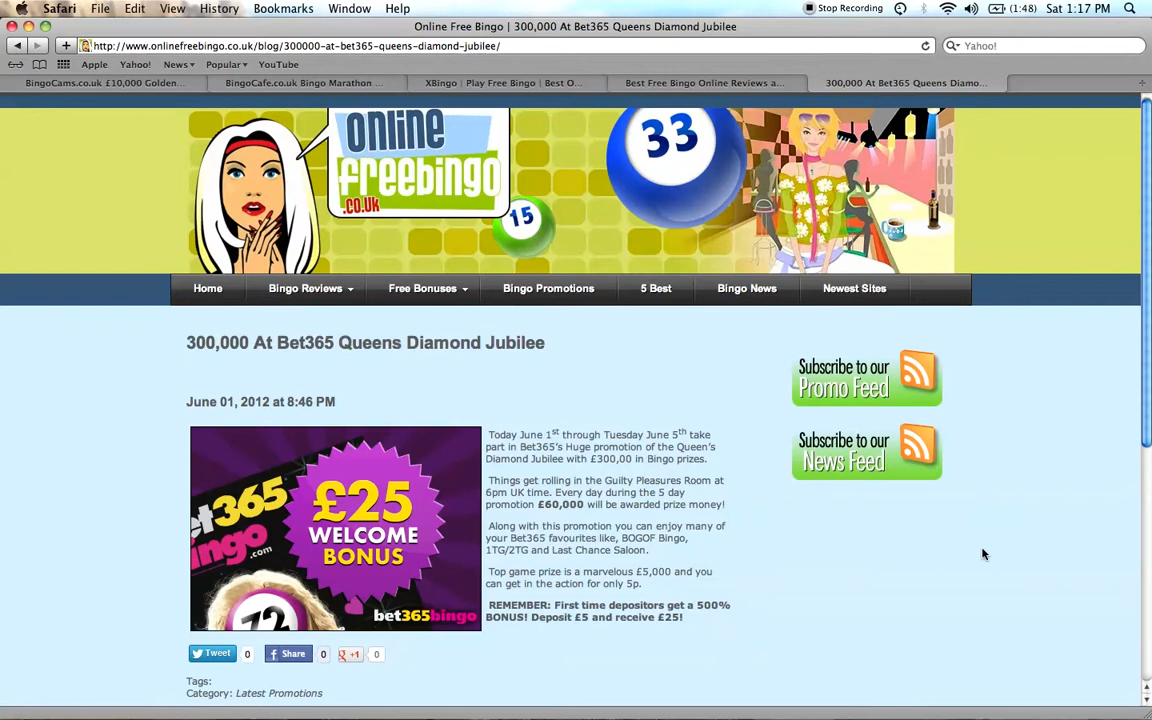 Safari File Edit View History Bookmarks Window Help Stop Recording (1:48) Sat 1:17 PM
Online Free Bingo | 300,000 At Bet365 Queens Diamond Jubilee
http://www.onlinefreebingo.co.uk/blog/300000-at-bet365-queens-diamond-jubilee/ Yahoo!
Apple Yahoo! News Popular YouTube
BingoCams.co.uk £10,000 Golden... BingoCafe.co.uk Bingo Marathon ... XBingo | Play Free Bingo | Best O... Best Free Bingo Online Reviews a... 300,000 At Bet365 Queens Diamo...
online
freebingo
.co.uk
15
33
Home Bingo Reviews Free Bonuses Bingo Promotions 5 Best Bingo News Newest Sites
300,000 At Bet365 Queens Diamond Jubilee
June 01, 2012 at 8:46 PM
bet365
bingo
.com
£25
WELCOME
BONUS
72
bet365bingo
Today June 1st through Tuesday June 5th take
part in Bet365's Huge promotion of the Queen's
Diamond Jubilee with £300,00 in Bingo prizes.
Things get rolling in the Guilty Pleasures Room at
6pm UK time. Every day during the 5 day
promotion £60,000 will be awarded prize money!
Along with this promotion you can enjoy many of
your Bet365 favourites like, BOGOF Bingo,
1TG/2TG and Last Chance Saloon.
Top game prize is a marvelous £5,000 and you
can get in the action for only 5p.
REMEMBER: First time depositors get a 500%
BONUS! Deposit £5 and receive £25!
Subscribe to our
Promo Feed
Subscribe to our
News Feed
Tweet 0 Share 0 +1 0
Tags:
Category: Latest Promotions